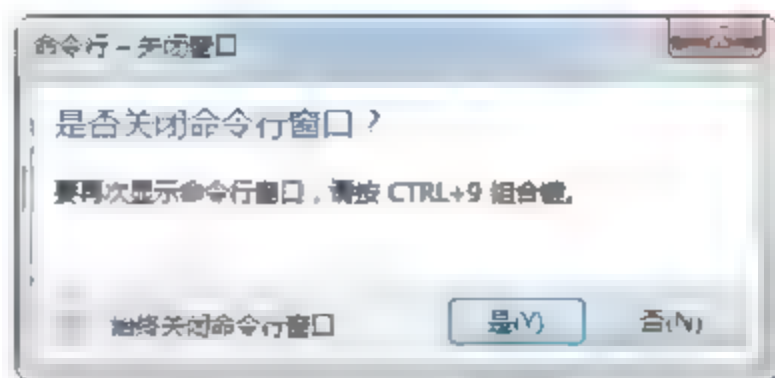 命令行 - 关闭窗口
是否关闭命令行窗口？
要再次显示命令行窗口，请按 CTRL+9 组合键。
始终关闭命令行窗口
是(Y)
否(N)